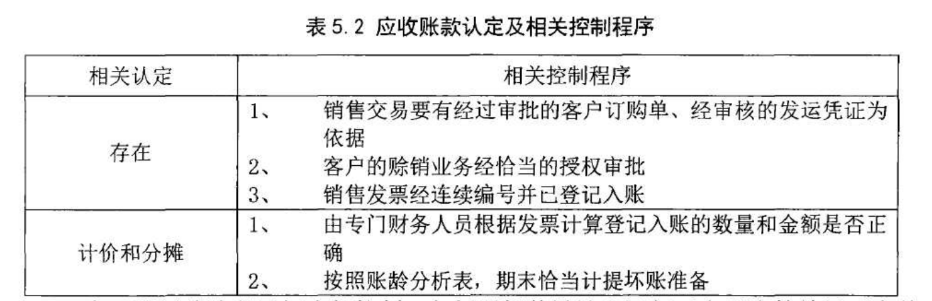 表5.2 应收账款认定及相关控制程序
相关认定
相关控制程序
存在
1、 销售交易要有经过审批的客户订购单、经审核的发运凭证为
依据
2、 客户的赊销业务经恰当的授权审批
3、 销售发票经连续编号并已登记入账
计价和分摊
1、 由专门财务人员根据发票计算登记入账的数量和金额是否正
确
2、 按照账龄分析表，期末恰当计提坏账准备